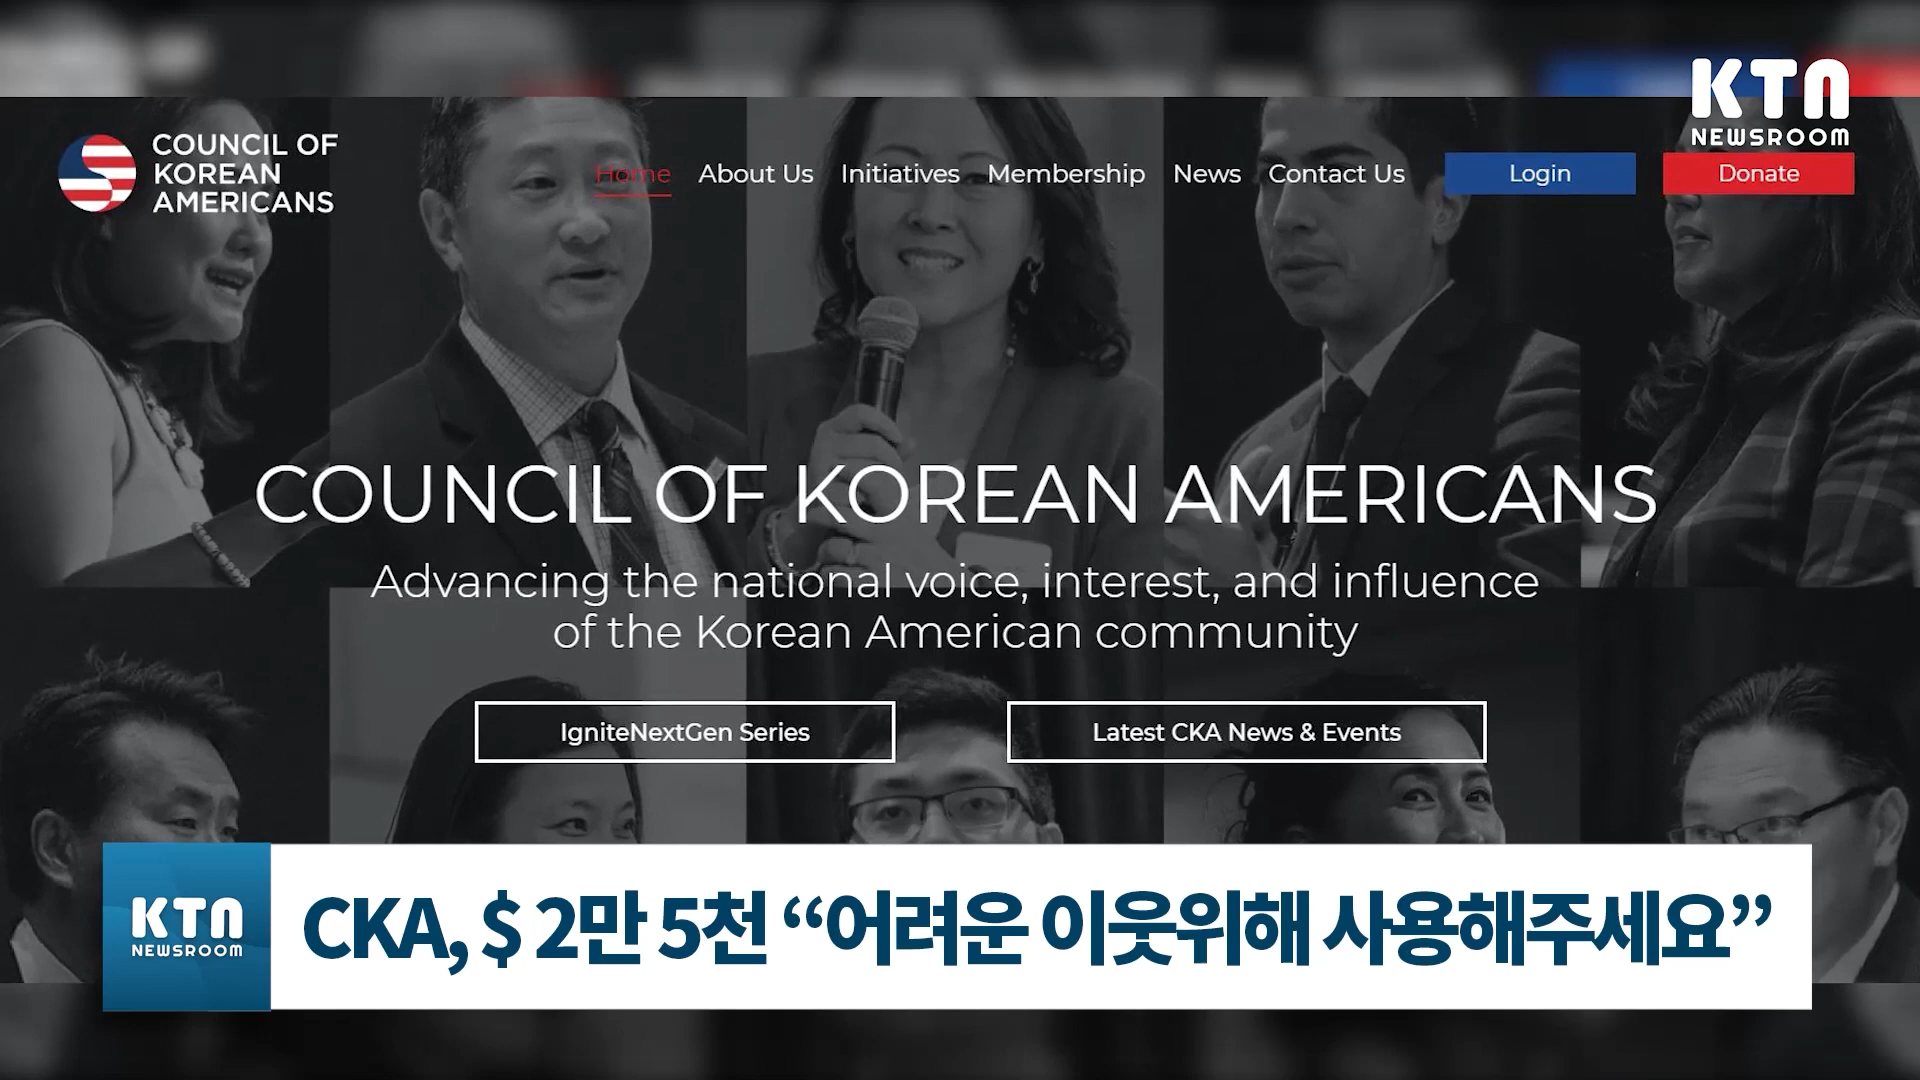 KTN
NEWSROOM
COUNCIL OF
KOREAN
AMERICANS
Home About Us Initiatives Membership News Contact Us Login Donate
COUNCIL OF KOREAN AMERICANS
Advancing the national voice, interest, and influence
of the Korean American community
IgniteNextGen Series Latest CKA News & Events
KTN
NEWSROOM
CKA, $ 2만 5천 “어려운 이웃위해 사용해주세요”